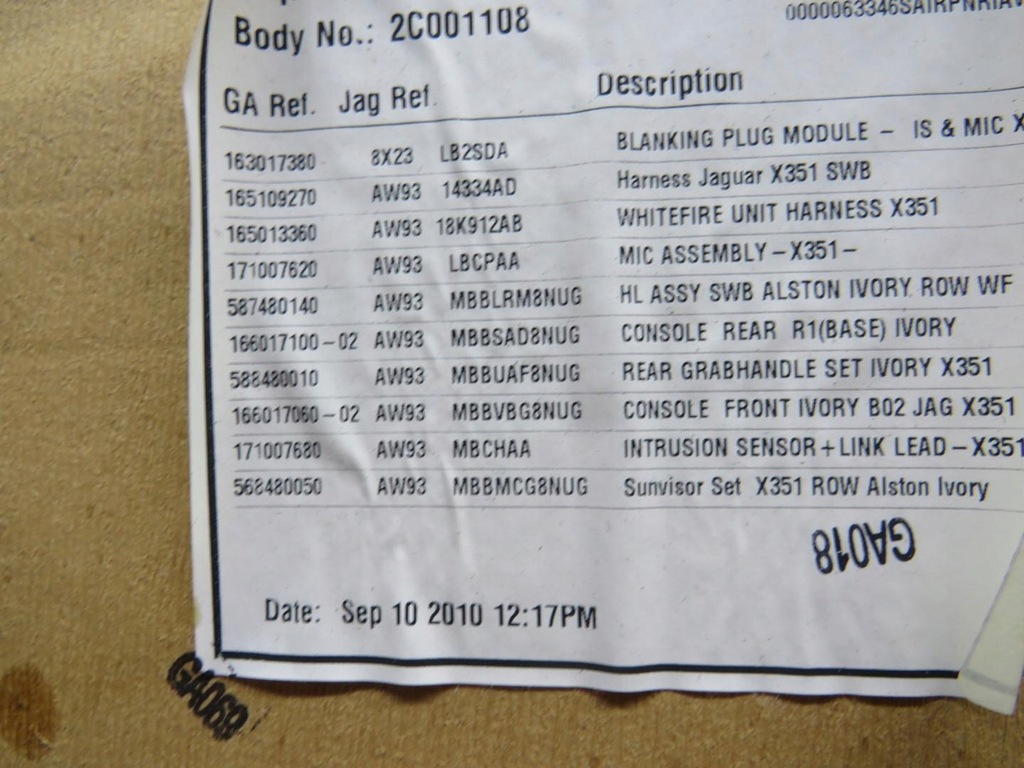 Body No.: 2C001108
GA Ref. Jag Ref. Description
163017380 8X23 LB2SDA BLANKING PLUG MODULE - IS & MIC X
165109270 AW93 14334AD Harness Jaguar X351 SWB
165013360 AW93 18K912AB WHITEFIRE UNIT HARNESS X351
171007620 AW93 LBCPAA MIC ASSEMBLY - X351 -
587480140 AW93 MBBLRM8NUG HL ASSY SWB ALSTON IVORY ROW WF
166017100-02 AW93 MBBSAD8NUG CONSOLE REAR R1(BASE) IVORY
588480010 AW93 MBBUAF8NUG REAR GRABHANDLE SET IVORY X351
166017060-02 AW93 MBBVBG8NUG CONSOLE FRONT IVORY B02 JAG X351
171007680 AW93 MBCHAA INTRUSION SENSOR + LINK LEAD - X351
568480050 AW93 MBBMCG8NUG Sunvisor Set X351 ROW Alston Ivory
GA018
Date: Sep 10 2010 12:17PM
GA069